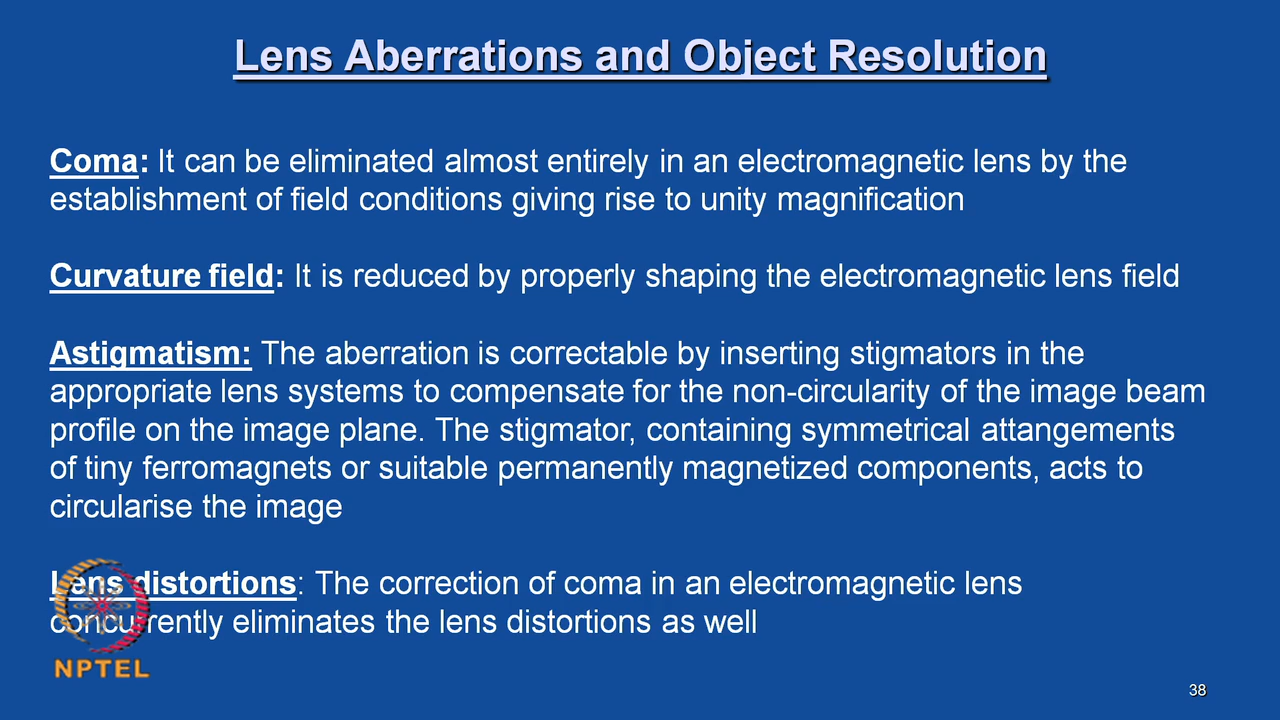 Lens Aberrations and Object Resolution
Coma: It can be eliminated almost entirely in an electromagnetic lens by the
establishment of field conditions giving rise to unity magnification
Curvature field: It is reduced by properly shaping the electromagnetic lens field
Astigmatism: The aberration is correctable by inserting stigmators in the
appropriate lens systems to compensate for the non-circularity of the image beam
profile on the image plane. The stigmator, containing symmetrical attangements
of tiny ferromagnets or suitable permanently magnetized components, acts to
circularise the image
Lens distortions: The correction of coma in an electromagnetic lens
concurrently eliminates the lens distortions as well
NPTEL
38